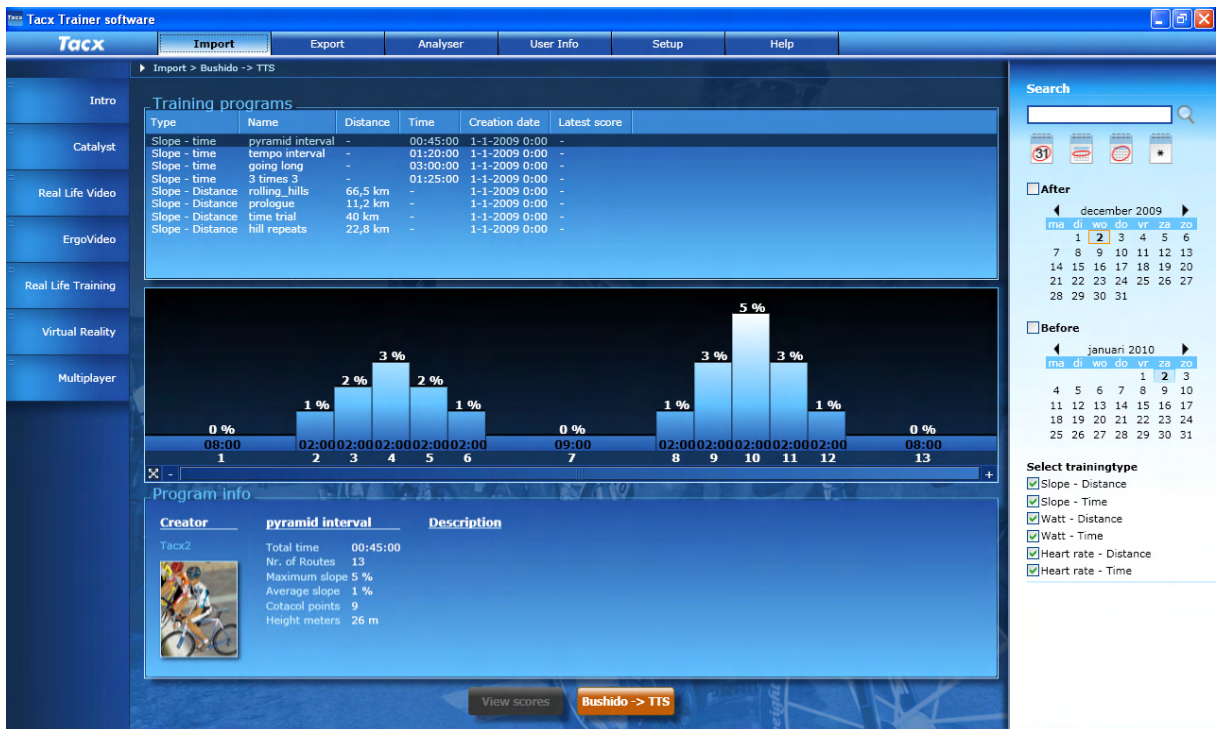 Tacx Trainer software
Tacx Import Export Analyser User Info Setup Help
Import > Bushido -> TTS
Intro
Catalyst
Real Life Video
ErgoVideo
Real Life Training
Virtual Reality
Multiplayer
Training programs
Type Name Distance Time Creation date Latest score
Slope - time pyramid interval - 00:45:00 1-1-2009 0:00 -
Slope - time tempo interval - 01:20:00 1-1-2009 0:00 -
Slope - time going long - 03:00:00 1-1-2009 0:00 -
Slope - time 3 times 3 - 01:25:00 1-1-2009 0:00 -
Slope - Distance rolling_hills 66,5 km - 1-1-2009 0:00 -
Slope - Distance prologue 11,2 km - 1-1-2009 0:00 -
Slope - Distance time trial 40 km - 1-1-2009 0:00 -
Slope - Distance hill repeats 22,8 km - 1-1-2009 0:00 -
0 % 1 % 2 % 3 % 2 % 1 % 0 % 1 % 3 % 5 % 3 % 1 % 0 %
08:00 02:00 02:00 02:00 02:00 02:00 09:00 02:00 02:00 02:00 02:00 02:00 08:00
1 2 3 4 5 6 7 8 9 10 11 12 13
- +
Program info
Creator pyramid interval Description
Tacx2
Total time 00:45:00
Nr. of Routes 13
Maximum slope 5 %
Average slope 1 %
Cotacol points 9
Height meters 26 m
View scores Bushido -> TTS
Search
31 *
After
december 2009
ma di wo do vr za zo
1 2 3 4 5 6
7 8 9 10 11 12 13
14 15 16 17 18 19 20
21 22 23 24 25 26 27
28 29 30 31
Before
januari 2010
ma di wo do vr za zo
1 2 3
4 5 6 7 8 9 10
11 12 13 14 15 16 17
18 19 20 21 22 23 24
25 26 27 28 29 30 31
Select trainingtype
Slope - Distance
Slope - Time
Watt - Distance
Watt - Time
Heart rate - Distance
Heart rate - Time